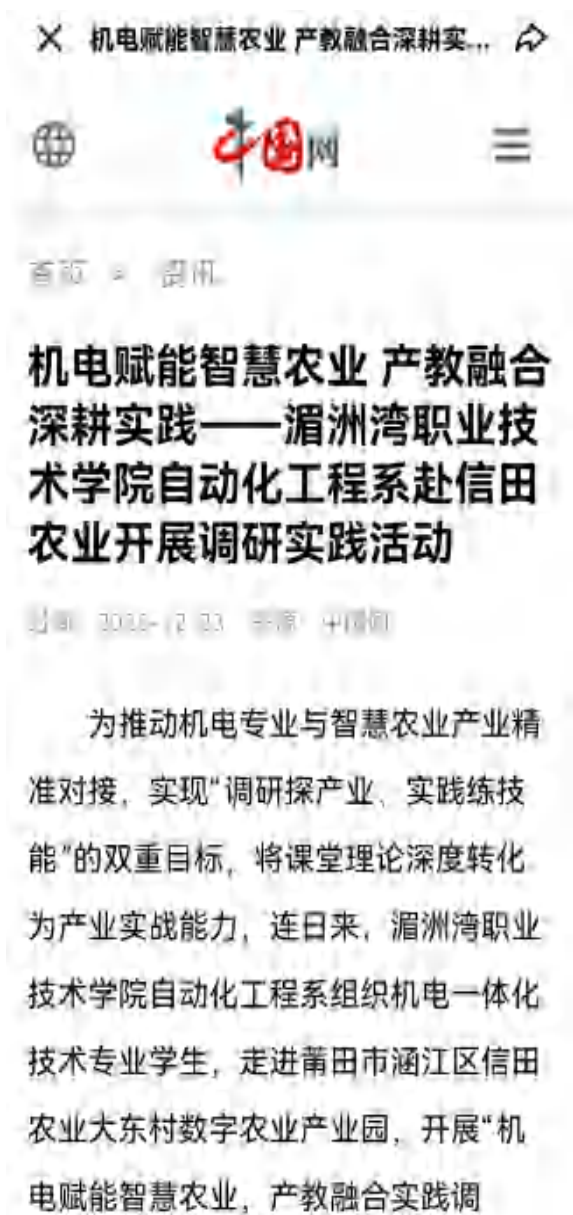 机电赋能智慧农业 产教融合深耕实...
中国网
首页 > 资讯
机电赋能智慧农业 产教融合
深耕实践——湄洲湾职业技
术学院自动化工程系赴信田
农业开展调研实践活动
中国网
为推动机电专业与智慧农业产业精
准对接，实现“调研探产业、实践练技
能”的双重目标，将课堂理论深度转化
为产业实战能力，连日来，湄洲湾职业
技术学院自动化工程系组织机电一体化
技术专业学生，走进莆田市涵江区信田
农业大东村数字农业产业园，开展“机
电赋能智慧农业，产教融合实践调